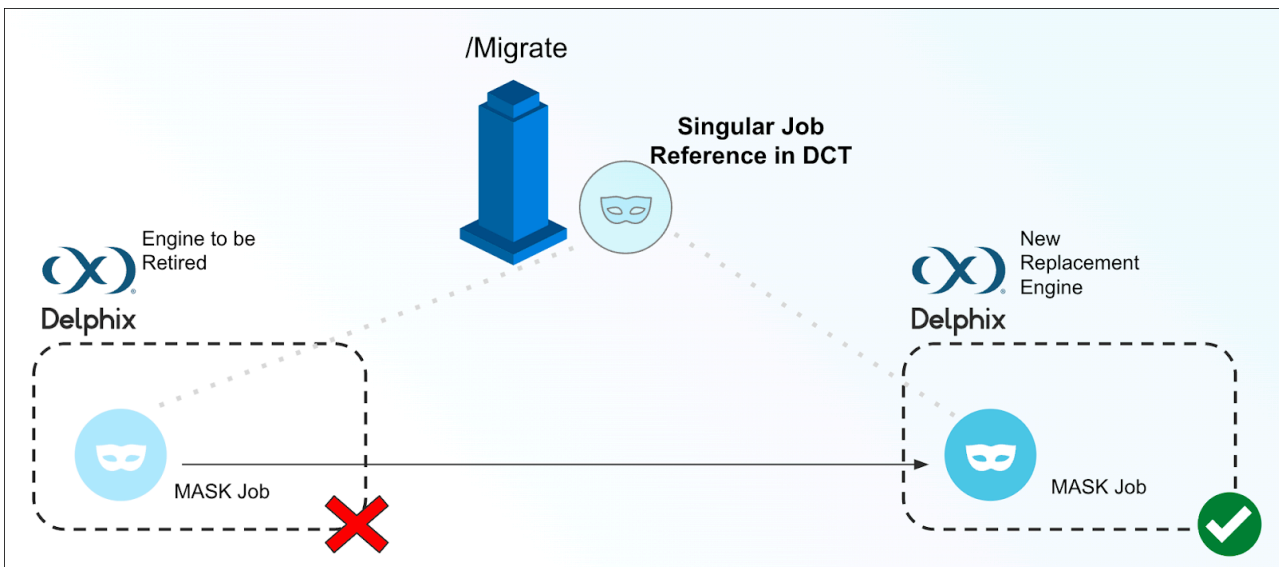 /Migrate
Singular Job
Reference in DCT
Engine to be
Retired
Delphix
MASK Job
New
Replacement
Engine
Delphix
MASK Job